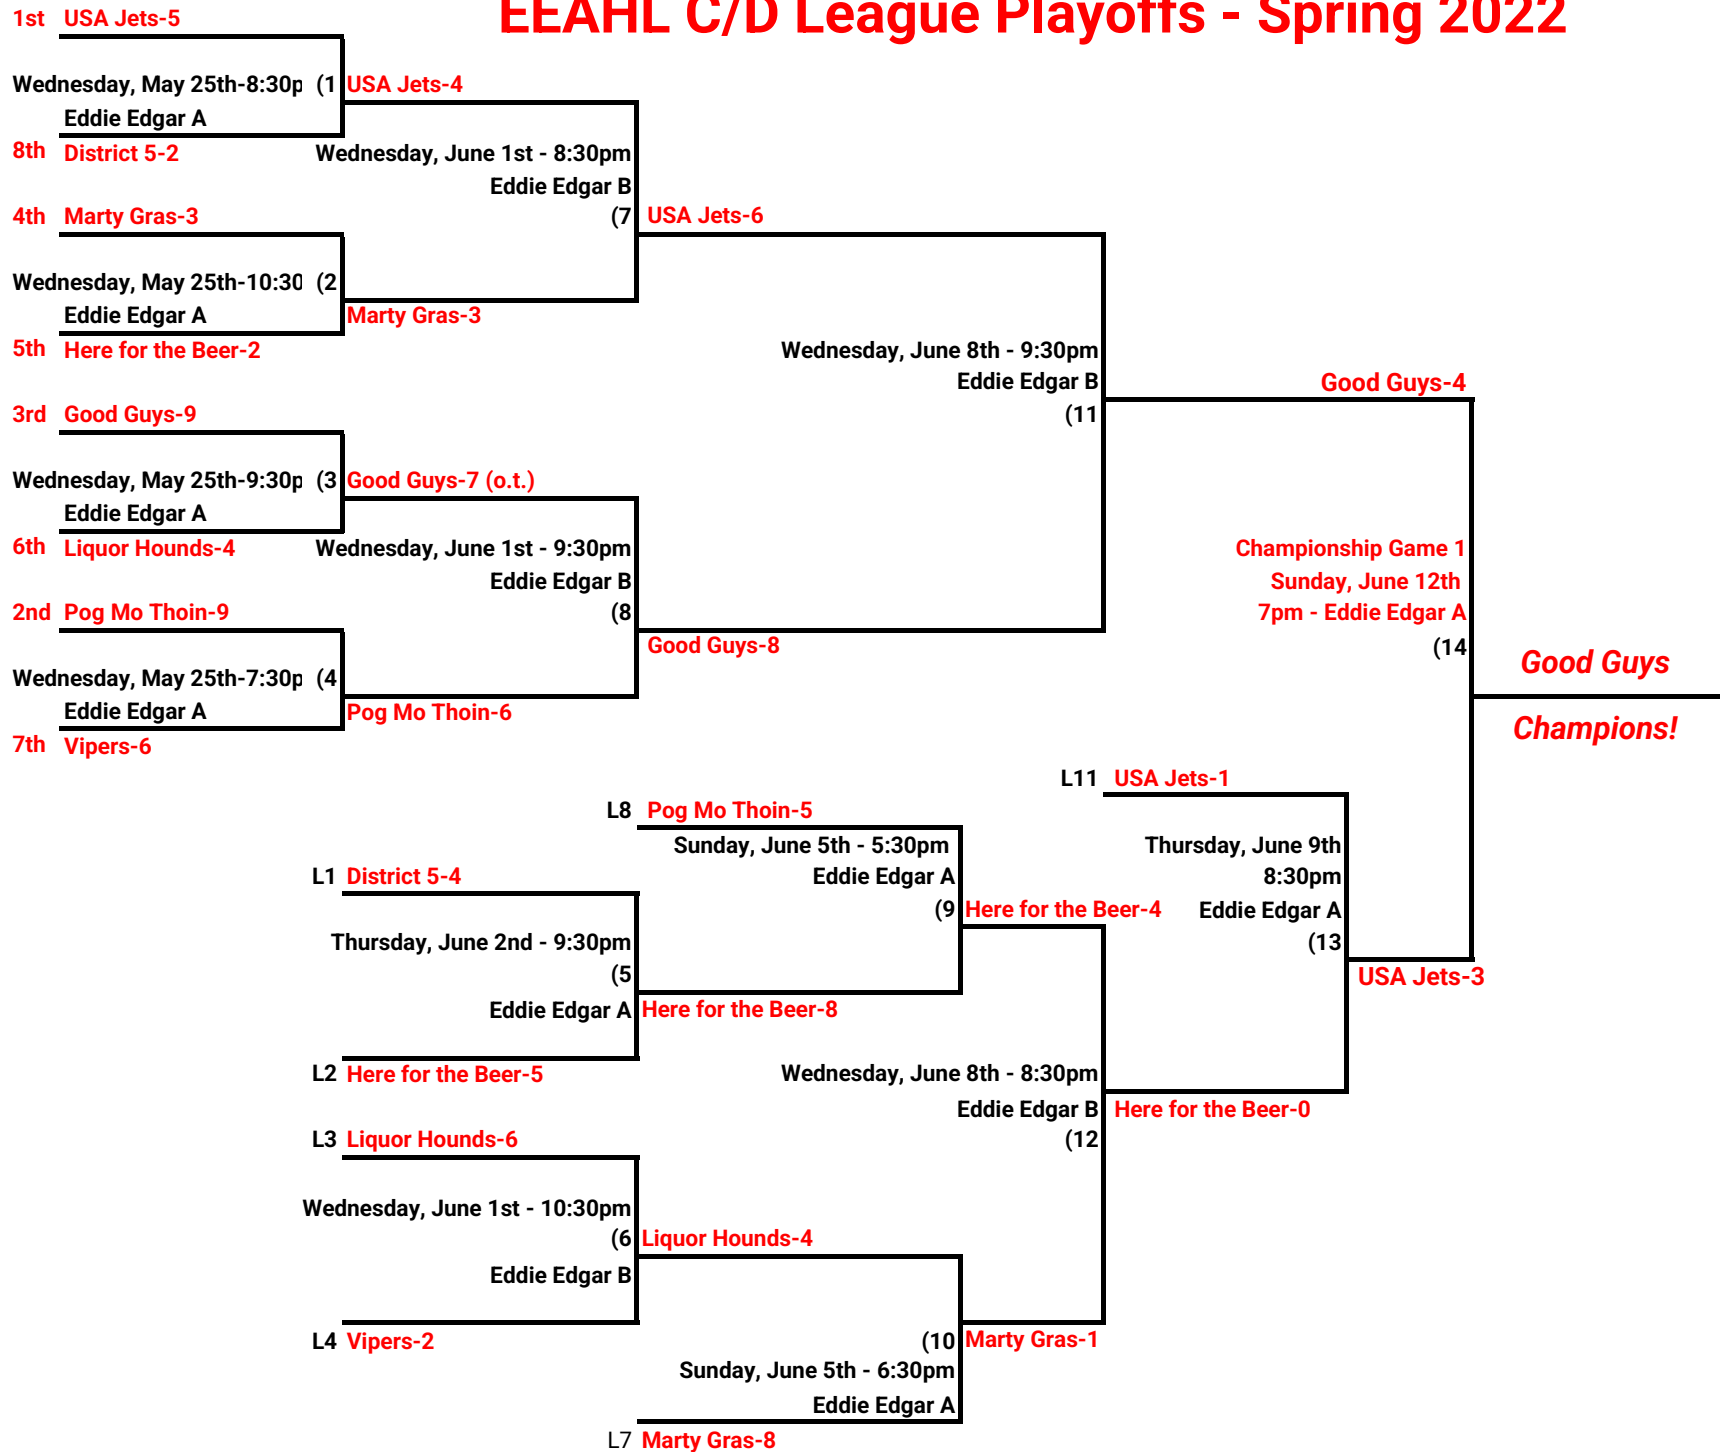 EEAHL C/D League Playoffs - Spring 2022
1st USA Jets-5
Wednesday, May 25th-8:30p (1
Eddie Edgar A
8th District 5-2
USA Jets-4
Wednesday, June 1st - 8:30pm
Eddie Edgar B
(7
4th Marty Gras-3
Wednesday, May 25th-10:30 (2
Eddie Edgar A
5th Here for the Beer-2
Marty Gras-3
USA Jets-6
Wednesday, June 8th - 9:30pm
Eddie Edgar B
(11
3rd Good Guys-9
Wednesday, May 25th-9:30p (3
Eddie Edgar A
6th Liquor Hounds-4
Good Guys-7 (o.t.)
Wednesday, June 1st - 9:30pm
Eddie Edgar B
(8
2nd Pog Mo Thoin-9
Wednesday, May 25th-7:30p (4
Eddie Edgar A
7th Vipers-6
Pog Mo Thoin-6
Good Guys-8
Good Guys-4
Championship Game 1
Sunday, June 12th
7pm - Eddie Edgar A
(14
Good Guys
Champions!
L11 USA Jets-1
Thursday, June 9th
8:30pm
Eddie Edgar A
(13
USA Jets-3
L8 Pog Mo Thoin-5
Sunday, June 5th - 5:30pm
Eddie Edgar A
(9
Here for the Beer-4
L1 District 5-4
Thursday, June 2nd - 9:30pm
(5
Eddie Edgar A
Here for the Beer-8
L2 Here for the Beer-5
Wednesday, June 8th - 8:30pm
Eddie Edgar B
(12
Here for the Beer-0
L3 Liquor Hounds-6
Wednesday, June 1st - 10:30pm
(6
Eddie Edgar B
Liquor Hounds-4
L4 Vipers-2
(10
Marty Gras-1
Sunday, June 5th - 6:30pm
Eddie Edgar A
L7 Marty Gras-8